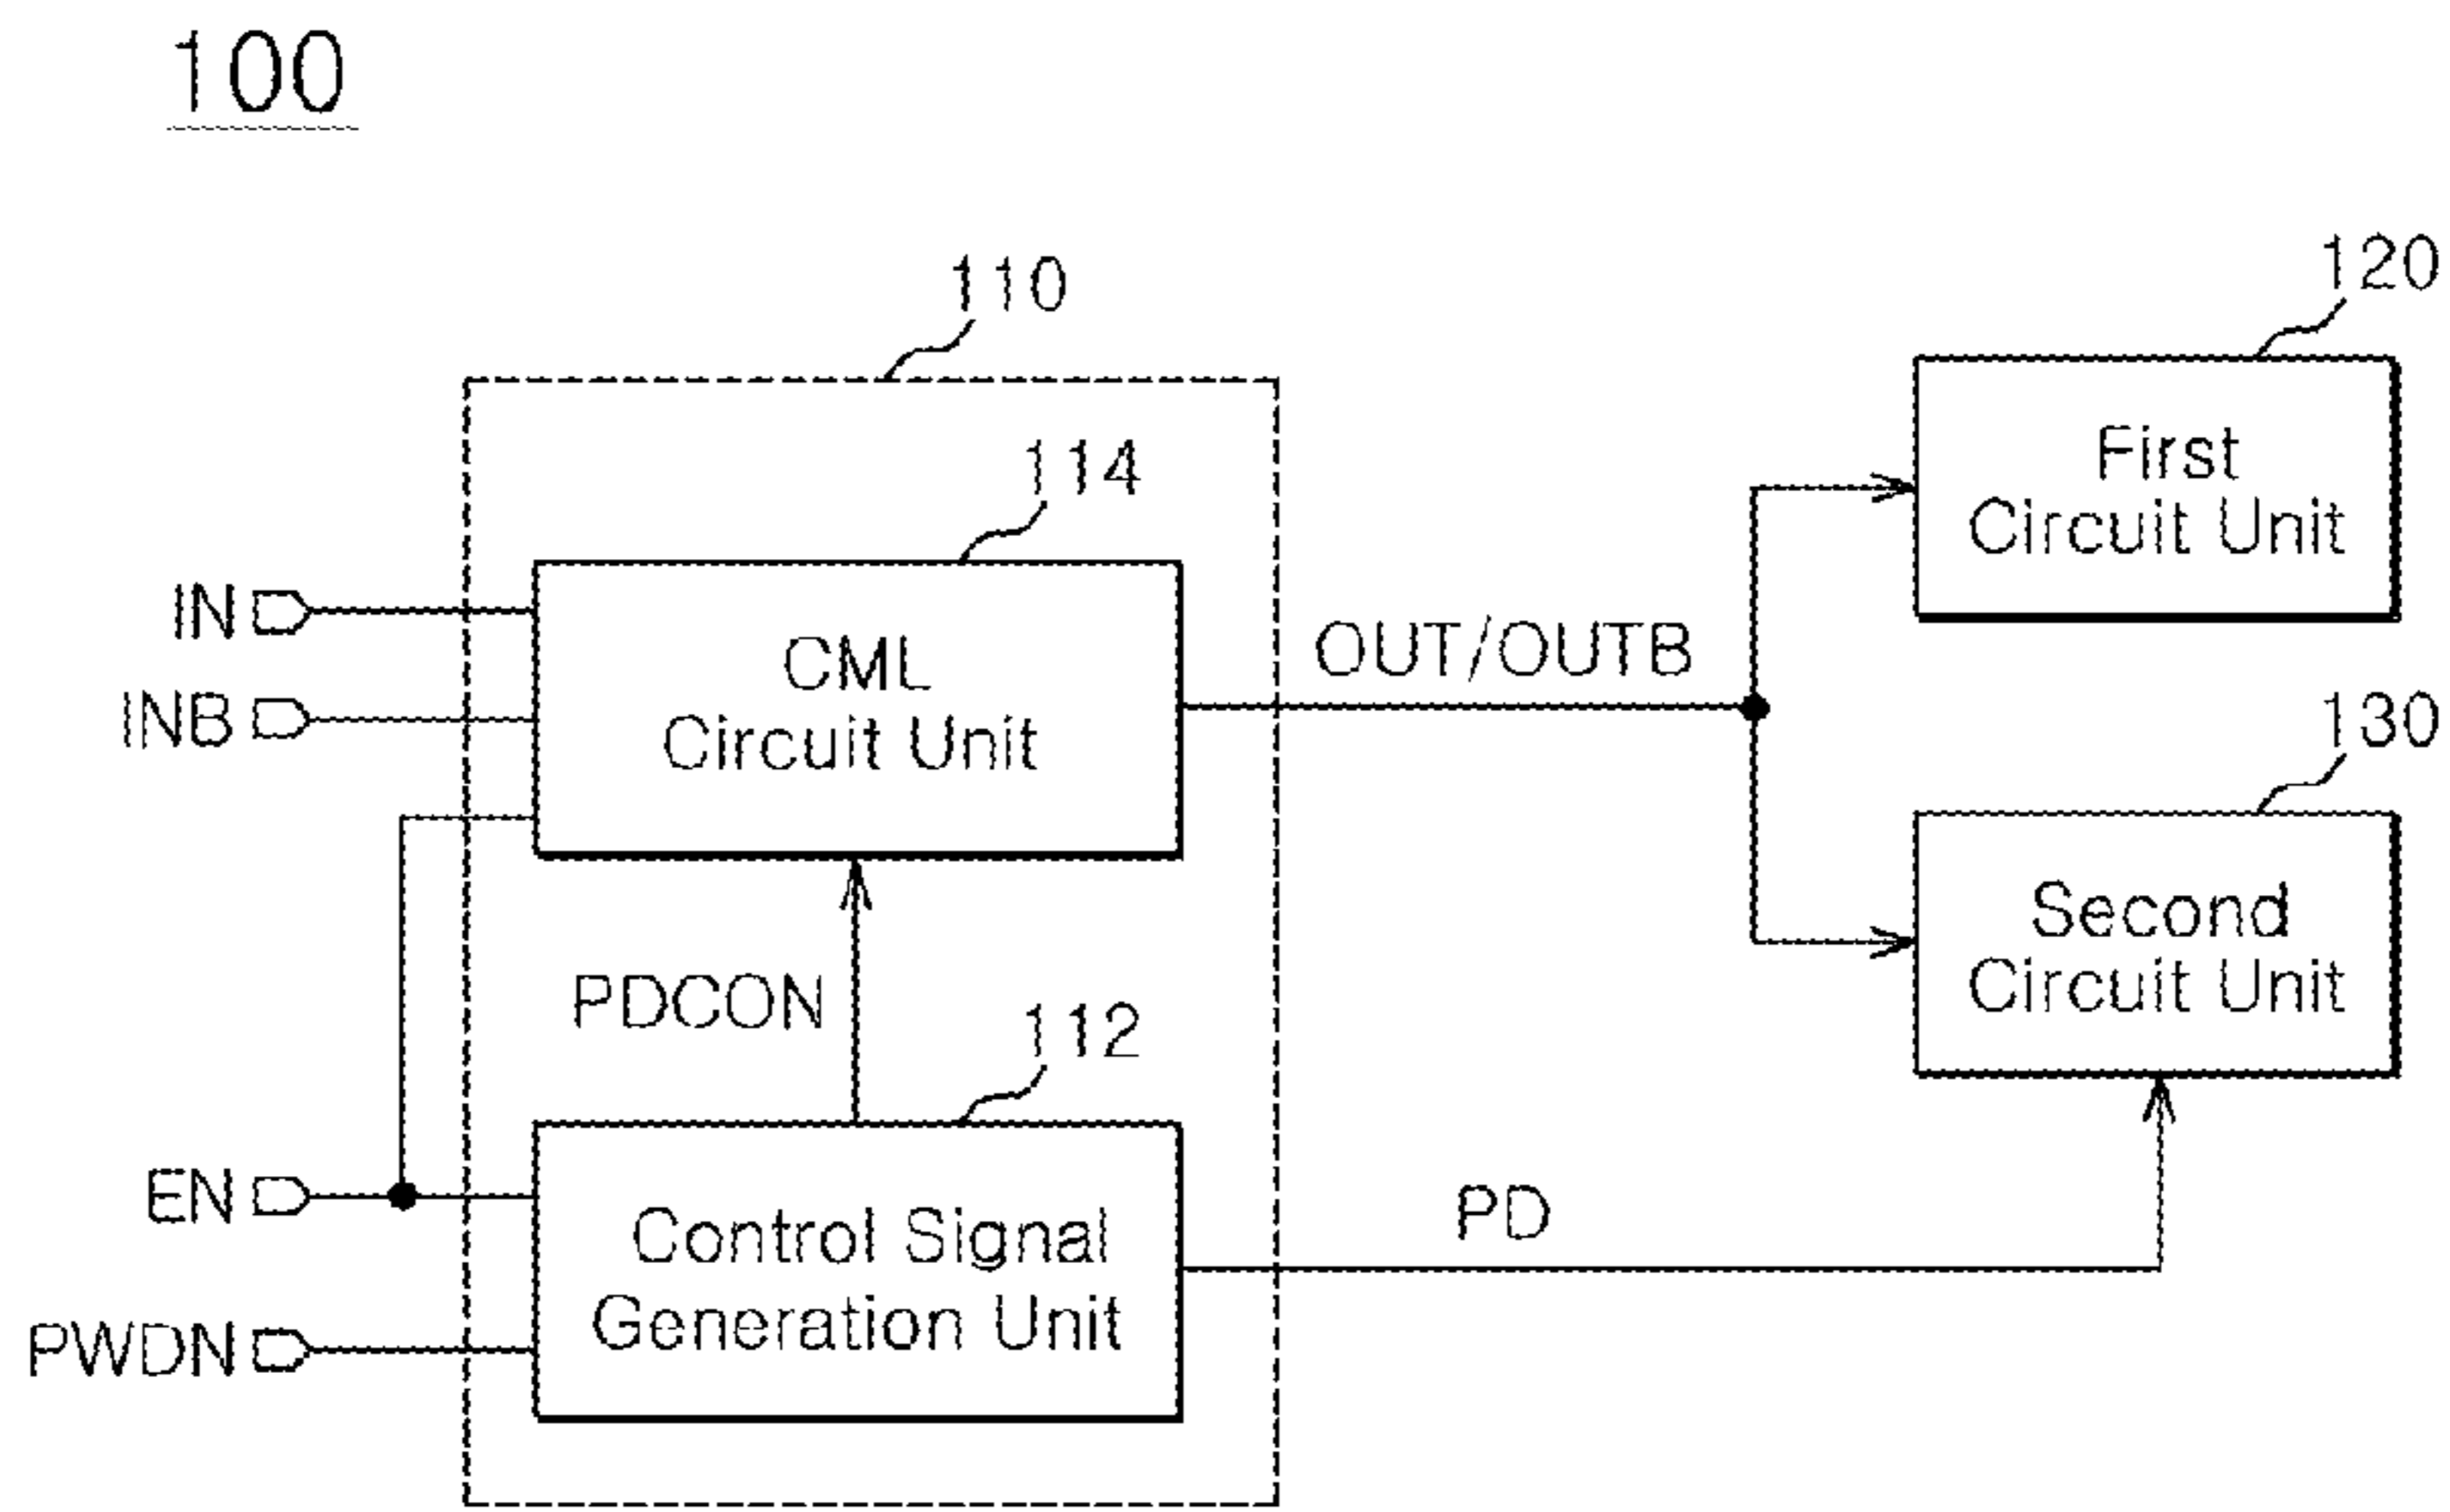 100
110
120
114
First
Circuit Unit
IN
CML
Circuit Unit
OUT/OUTB
INB
130
Second
Circuit Unit
PDCON
112
EN
PD
Control Signal
Generation Unit
PWDN